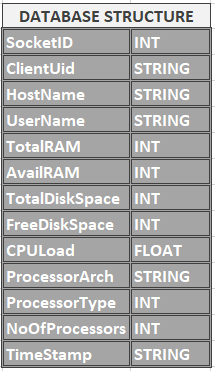 DATABASE STRUCTURE
SocketID INT
ClientUid STRING
HostName STRING
UserName STRING
TotalRAM INT
AvailRAM INT
TotalDiskSpace INT
FreeDiskSpace INT
CPULoad FLOAT
ProcessorArch STRING
ProcessorType INT
NoOfProcessors INT
TimeStamp STRING